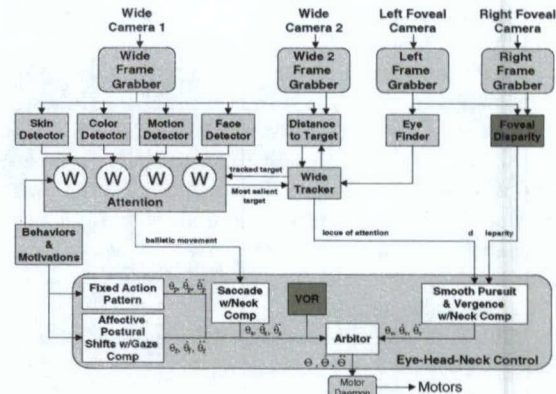 Wide
Camera 1
Wide
Camera 2
Left Foveal
Camera
Right Foveal
Camera
Wide
Frame
Grabber
Wide 2
Frame
Grabber
Left
Frame
Grabber
Right
Frame
Grabber
Skin
Detector
Color
Detector
Motion
Detector
Face
Detector
Distance
to Target
Eye
Finder
Foveal
Disparity
W W W W
Attention
tracked target
Most salient
target
Wide
Tracker
Behaviors
&
Motivations
ballistic movement
locus of attention
d isparity
Fixed Action
Pattern
Saccade
w/Neck
Comp
VOR
Smooth Pursuit
& Vergence
w/Neck Comp
Affective
Postural
Shifts w/Gaze
Comp
Arbitor
Eye-Head-Neck Control
Θ, Θ̇, Θ̈
Motor
Daemon
Motors